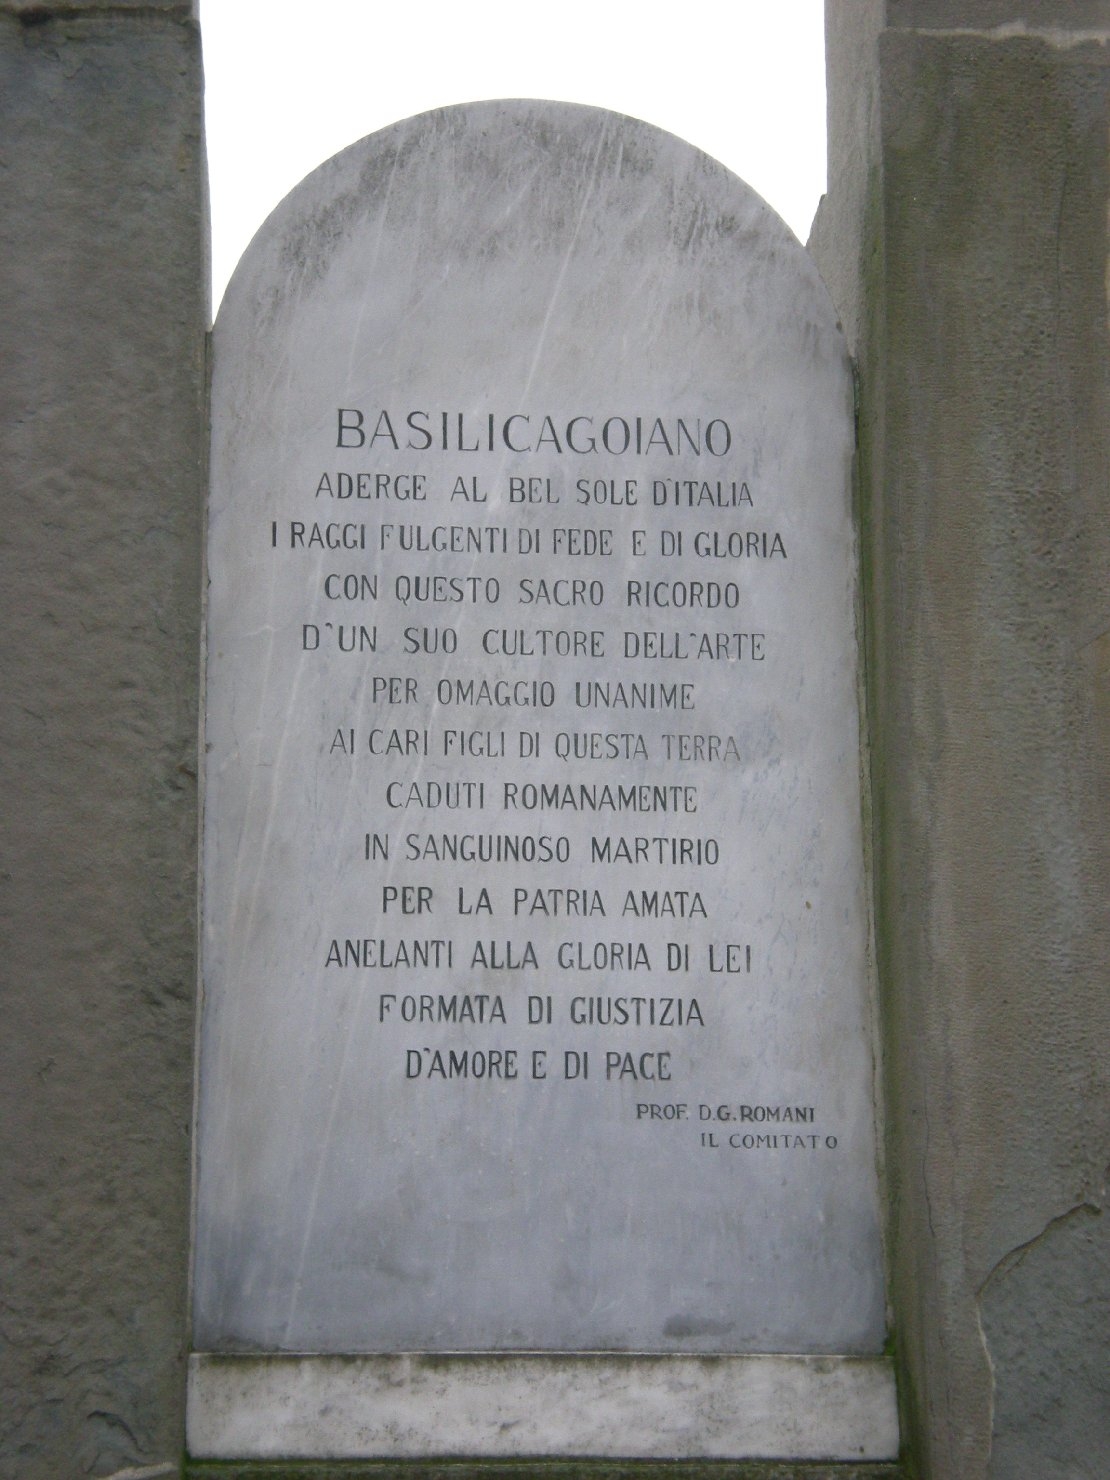 BASILICAGOIANO
ADERGE AL BEL SOLE D'ITALIA
I RAGGI FULGENTI DI FEDE E DI GLORIA
CON QUESTO SACRO RICORDO
D'UN SUO CULTORE DELL'ARTE
PER OMAGGIO UNANIME
AI CARI FIGLI DI QUESTA TERRA
CADUTI ROMANAMENTE
IN SANGUINOSO MARTIRIO
PER LA PATRIA AMATA
ANELANTI ALLA GLORIA DI LEI
FORMATA DI GIUSTIZIA
D'AMORE E DI PACE
PROF. D.G. ROMANI
IL COMITATO